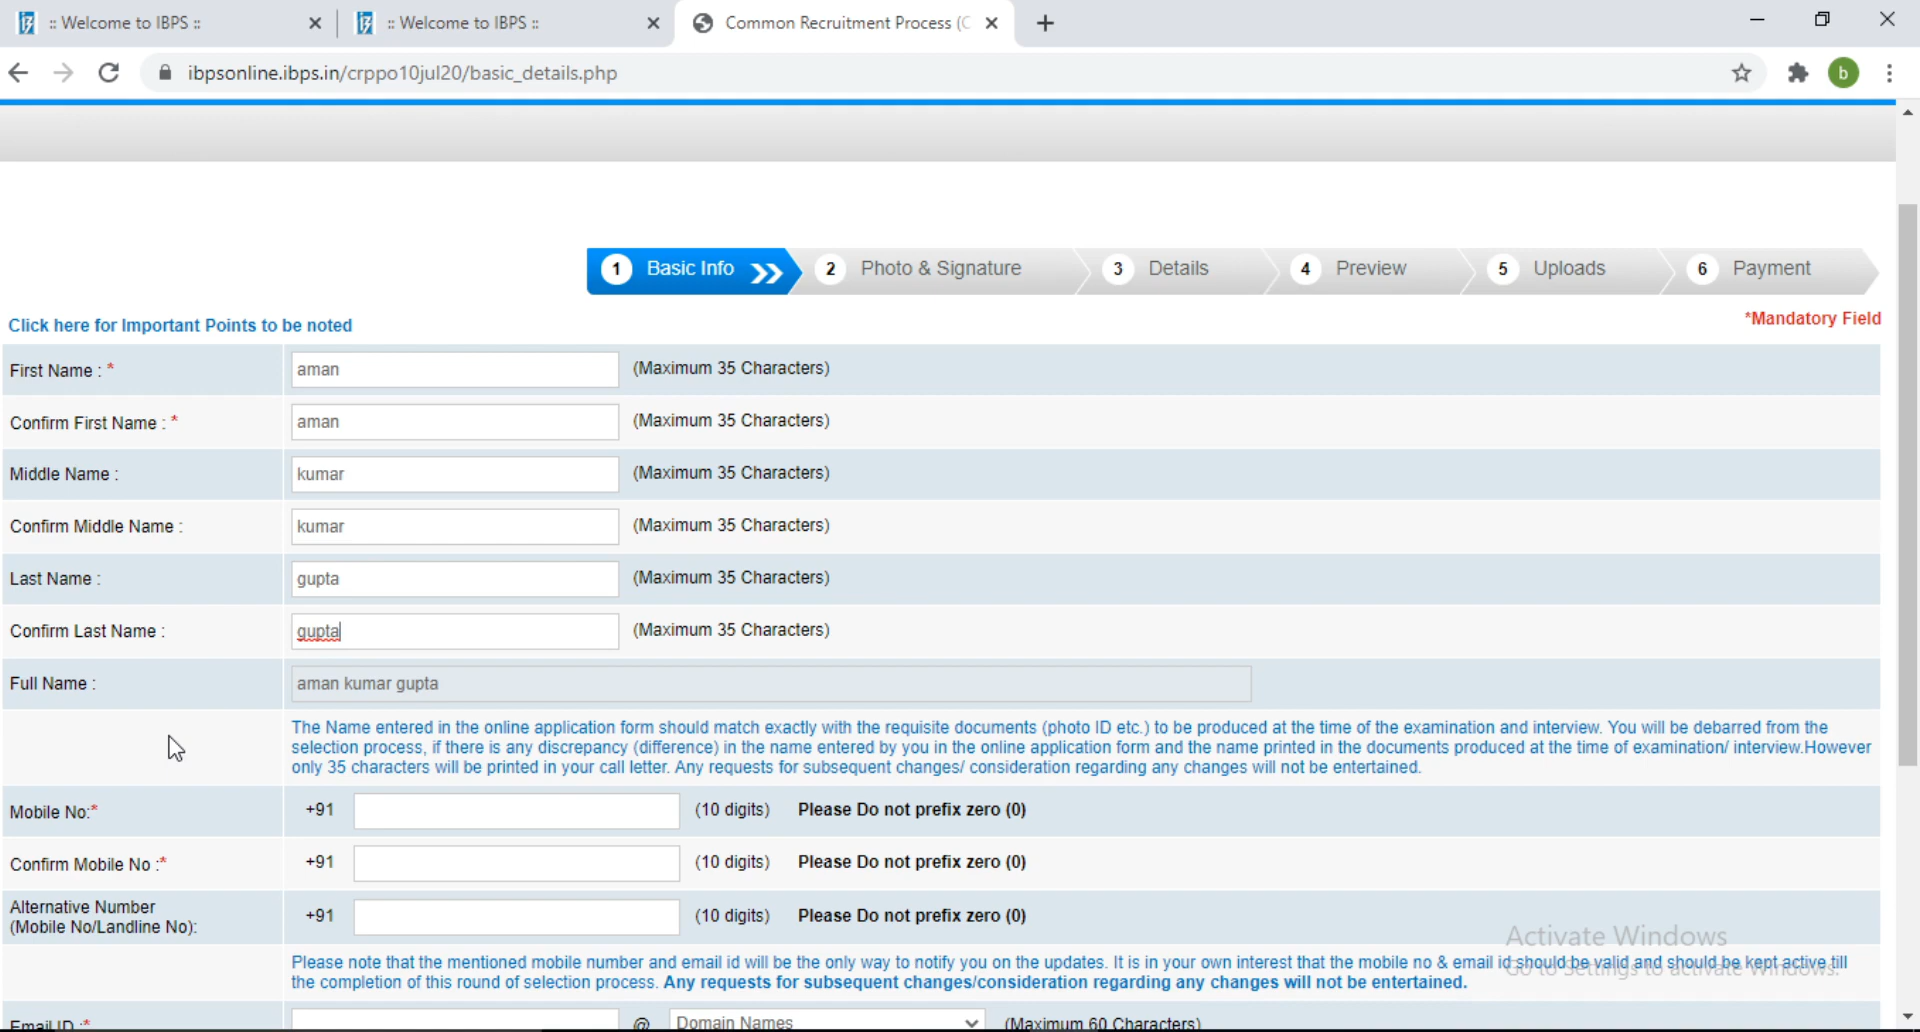 :: Welcome to IBPS ::
:: Welcome to IBPS ::
Common Recruitment Process (C
b
ibpsonline.ibps.in/crppo10jul20/basic_details.php
1 Basic Info
2 Photo & Signature
3 Details
4 Preview
5 Uploads
6 Payment
Click here for Important Points to be noted
*Mandatory Field
First Name : * aman (Maximum 35 Characters)
Confirm First Name : * aman (Maximum 35 Characters)
Middle Name : kumar (Maximum 35 Characters)
Confirm Middle Name : kumar (Maximum 35 Characters)
Last Name : gupta (Maximum 35 Characters)
Confirm Last Name : gupta (Maximum 35 Characters)
Full Name : aman kumar gupta
The Name entered in the online application form should match exactly with the requisite documents (photo ID etc.) to be produced at the time of the examination and interview. You will be debarred from the
selection process, if there is any discrepancy (difference) in the name entered by you in the online application form and the name printed in the documents produced at the time of examination/ interview.However
only 35 characters will be printed in your call letter. Any requests for subsequent changes/ consideration regarding any changes will not be entertained.
Mobile No:* +91 (10 digits) Please Do not prefix zero (0)
Confirm Mobile No :* +91 (10 digits) Please Do not prefix zero (0)
Alternative Number
(Mobile No/Landline No): +91 (10 digits) Please Do not prefix zero (0)
Activate Windows
Go to Settings to activate Windows.
Please note that the mentioned mobile number and email id will be the only way to notify you on the updates. It is in your own interest that the mobile no & email id should be valid and should be kept active till
the completion of this round of selection process. Any requests for subsequent changes/consideration regarding any changes will not be entertained.
Email ID :* @ Domain Names (Maximum 60 Characters)